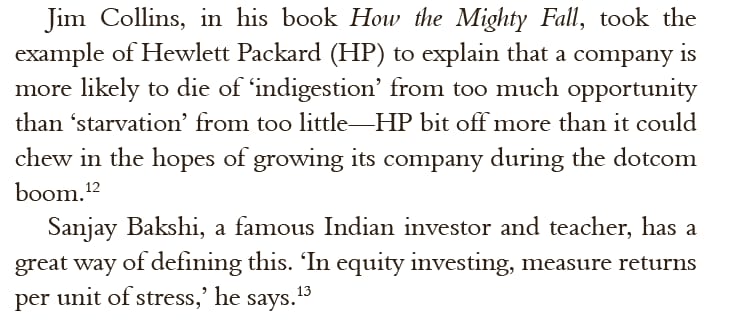 Jim Collins, in his book How the Mighty Fall, took the
example of Hewlett Packard (HP) to explain that a company is
more likely to die of ‘indigestion’ from too much opportunity
than ‘starvation’ from too little—HP bit off more than it could
chew in the hopes of growing its company during the dotcom
boom.¹²
Sanjay Bakshi, a famous Indian investor and teacher, has a
great way of defining this. ‘In equity investing, measure returns
per unit of stress,’ he says.¹³